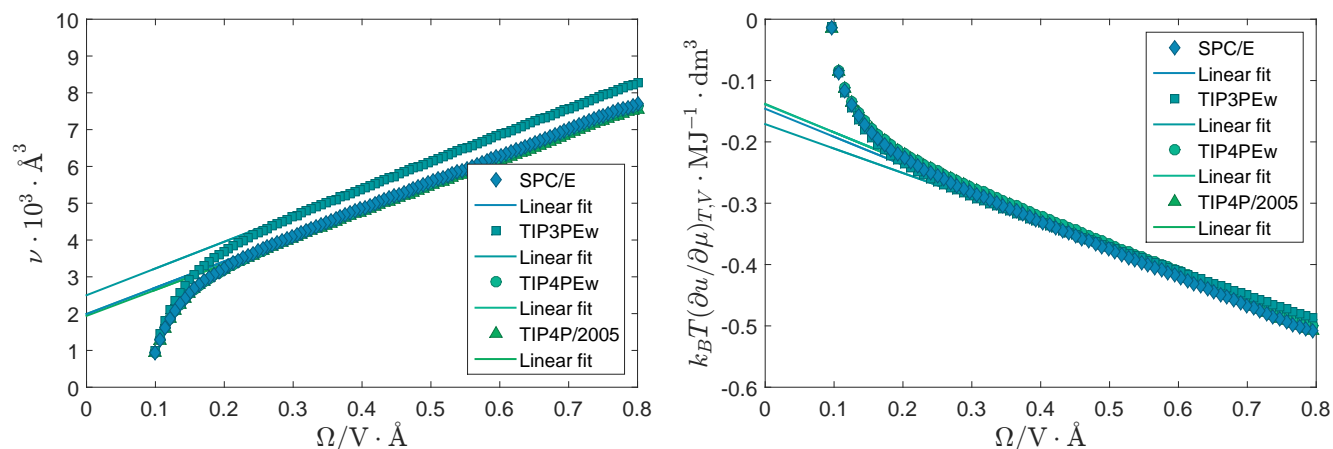 10
9
8
7
6
5
4
3
2
1
0
ν · 10³ · Å³
0 0.1 0.2 0.3 0.4 0.5 0.6 0.7 0.8
Ω/V · Å
SPC/E
Linear fit
TIP3PEw
Linear fit
TIP4PEw
Linear fit
TIP4P/2005
Linear fit
0
-0.1
-0.2
-0.3
-0.4
-0.5
-0.6
k_BT(∂u/∂μ)_{T,V} · MJ⁻¹ · dm³
0 0.1 0.2 0.3 0.4 0.5 0.6 0.7 0.8
Ω/V · Å
SPC/E
Linear fit
TIP3PEw
Linear fit
TIP4PEw
Linear fit
TIP4P/2005
Linear fit